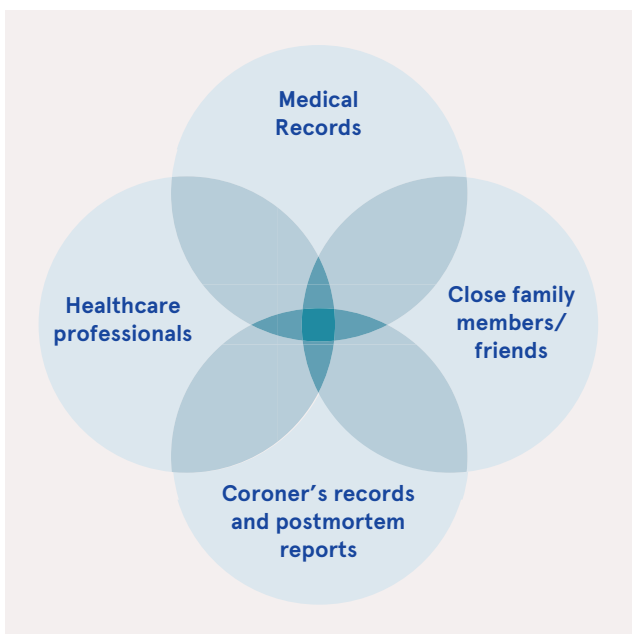 Medical
Records
Healthcare
professionals
Close family
members/
friends
Coroner's records
and postmortem
reports